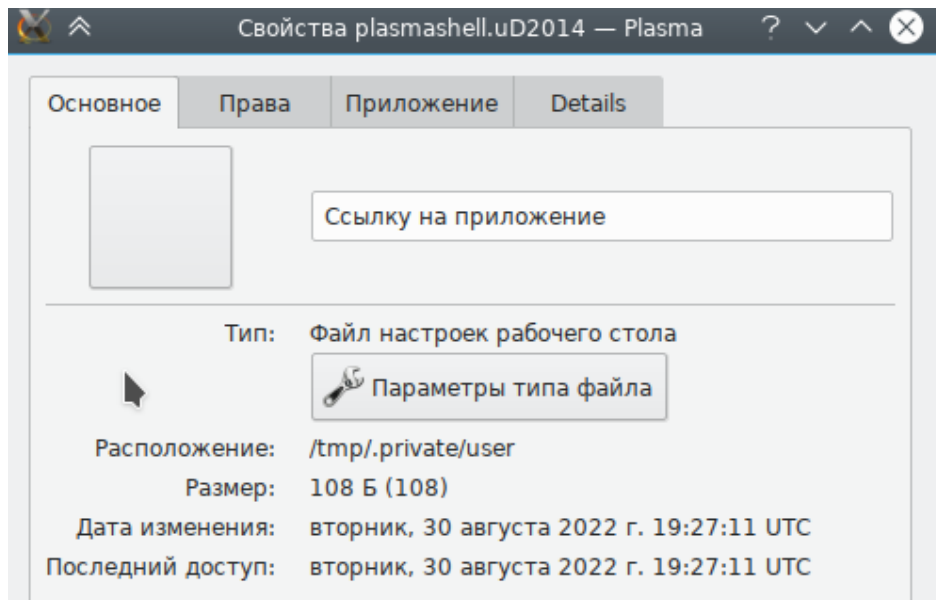 Свойства plasmashell.uD2014 — Plasma
Основное Права Приложение Details
Ссылку на приложение
Тип: Файл настроек рабочего стола
Параметры типа файла
Расположение: /tmp/.private/user
Размер: 108 Б (108)
Дата изменения: вторник, 30 августа 2022 г. 19:27:11 UTC
Последний доступ: вторник, 30 августа 2022 г. 19:27:11 UTC